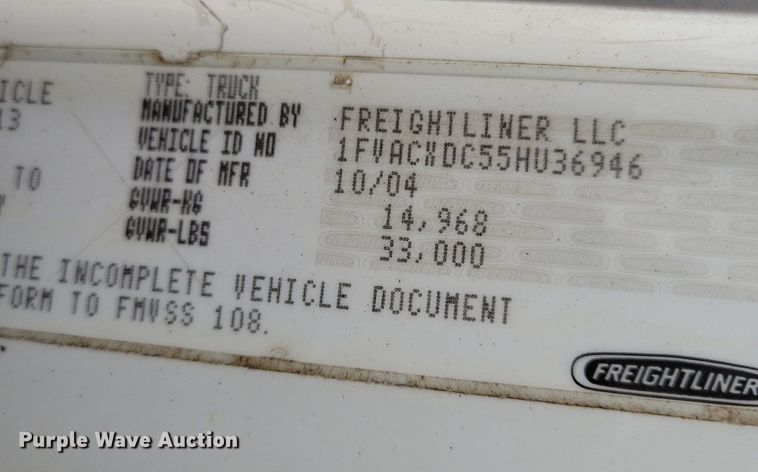 ICLE
13
TO
TYPE: TRUCK
MANUFACTURED BY FREIGHTLINER LLC
VEHICLE ID NO 1FVACXDC55HU36946
DATE OF MFR 10/04
GVWR-KG 14,968
GVWR-LBS 33,000
THE INCOMPLETE VEHICLE DOCUMENT
FORM TO FMVSS 108.
FREIGHTLINER
Purple Wave Auction